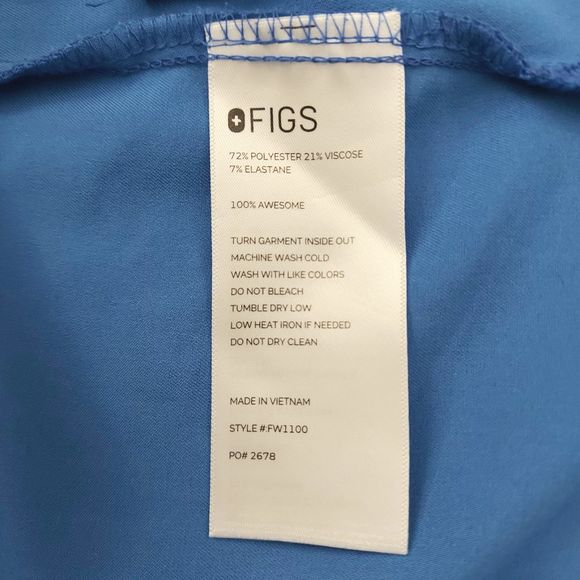 FIGS
72% POLYESTER 21% VISCOSE
7% ELASTANE
100% AWESOME
TURN GARMENT INSIDE OUT
MACHINE WASH COLD
WASH WITH LIKE COLORS
DO NOT BLEACH
TUMBLE DRY LOW
LOW HEAT IRON IF NEEDED
DO NOT DRY CLEAN
MADE IN VIETNAM
STYLE #:FW1100
PO# 2678